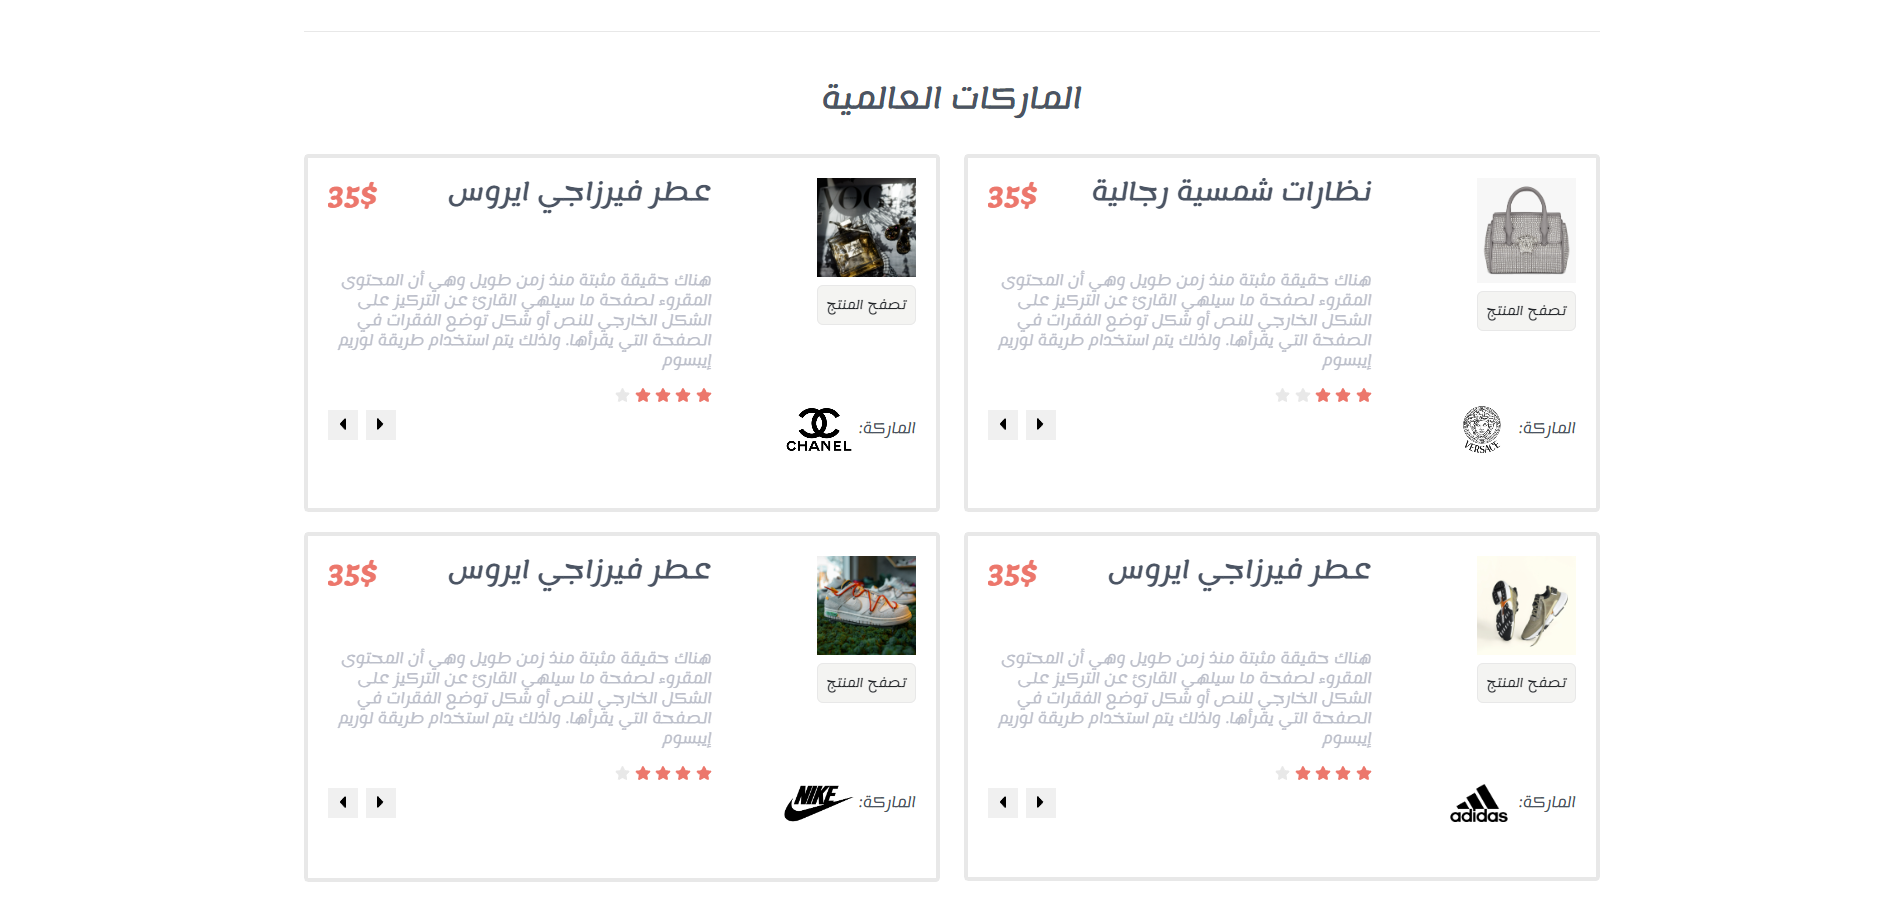 الماركات العالمية
نظارات شمسية رجالية
35$
تصفح المنتج
هناك حقيقة مثبتة منذ زمن طويل وهي أن المحتوى
المقروء لصفحة ما سيلهي القارئ عن التركيز على
الشكل الخارجي للنص أو شكل توضع الفقرات في
الصفحة التي يقرأها. ولذلك يتم استخدام طريقة لوريم
إيبسوم
الماركة:
VERSACE
عطر فيرزاجي ايروس
35$
تصفح المنتج
هناك حقيقة مثبتة منذ زمن طويل وهي أن المحتوى
المقروء لصفحة ما سيلهي القارئ عن التركيز على
الشكل الخارجي للنص أو شكل توضع الفقرات في
الصفحة التي يقرأها. ولذلك يتم استخدام طريقة لوريم
إيبسوم
الماركة:
CHANEL
عطر فيرزاجي ايروس
35$
تصفح المنتج
هناك حقيقة مثبتة منذ زمن طويل وهي أن المحتوى
المقروء لصفحة ما سيلهي القارئ عن التركيز على
الشكل الخارجي للنص أو شكل توضع الفقرات في
الصفحة التي يقرأها. ولذلك يتم استخدام طريقة لوريم
إيبسوم
الماركة:
adidas
عطر فيرزاجي ايروس
35$
تصفح المنتج
هناك حقيقة مثبتة منذ زمن طويل وهي أن المحتوى
المقروء لصفحة ما سيلهي القارئ عن التركيز على
الشكل الخارجي للنص أو شكل توضع الفقرات في
الصفحة التي يقرأها. ولذلك يتم استخدام طريقة لوريم
إيبسوم
الماركة:
NIKE